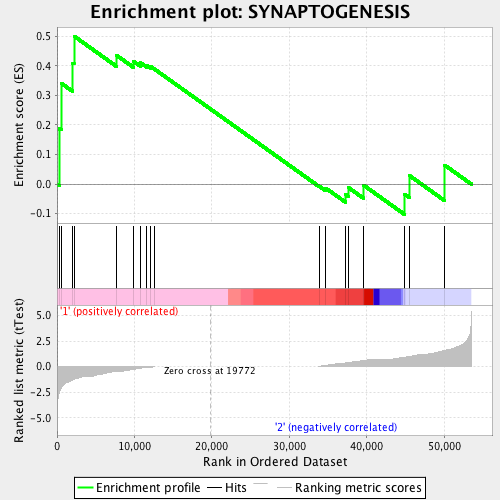 Enrichment plot: SYNAPTOGENESIS
Enrichment score (ES)
0.5
0.4
0.3
0.2
0.1
0.0
-0.1
'1' (positively correlated)
Ranked list metric (tTest)
5.0
2.5
0.0
-2.5
-5.0
Zero cross at 19772
'2' (negatively correlated)
0
10,000
20,000
30,000
40,000
50,000
Rank in Ordered Dataset
Enrichment profile
Hits
Ranking metric scores